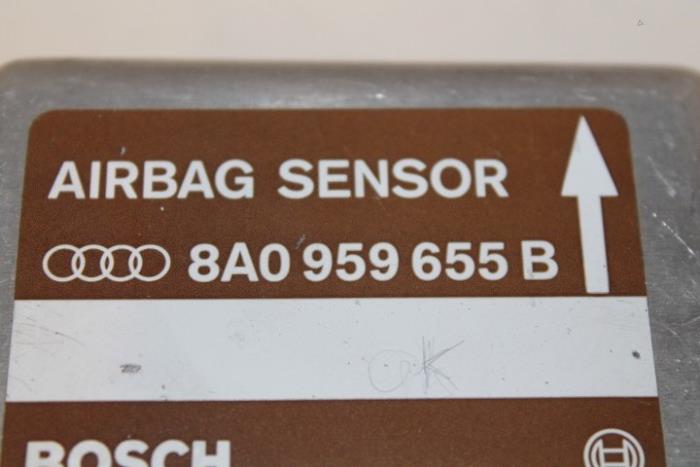 AIRBAG SENSOR
8A0 959 655 B
OK
BOSCH